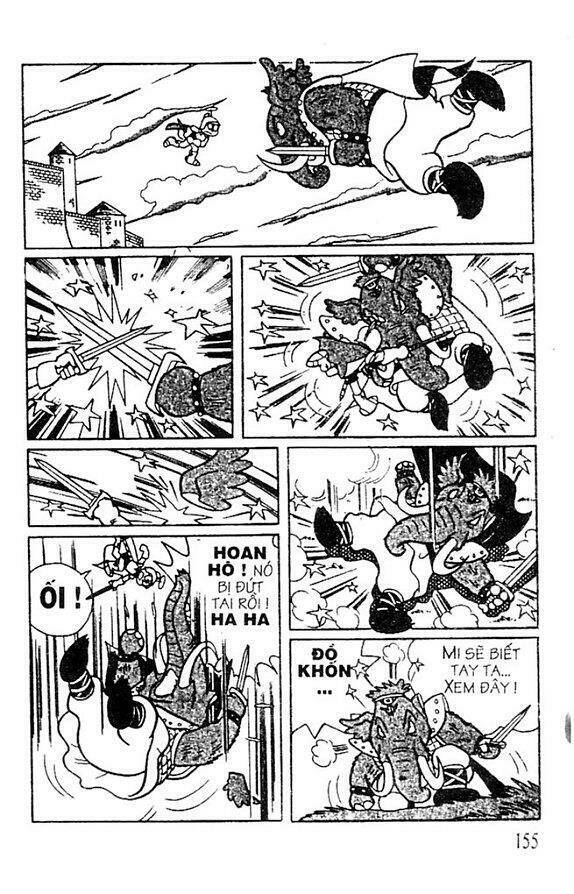 ỐI !
HOAN
HÔ ! NÓ
BỊ ĐỨT
TAI RỒI !
HA HA
ĐỒ
KHỐN
...
MI SẼ BIẾT
TAY TA...
XEM ĐÂY !
155